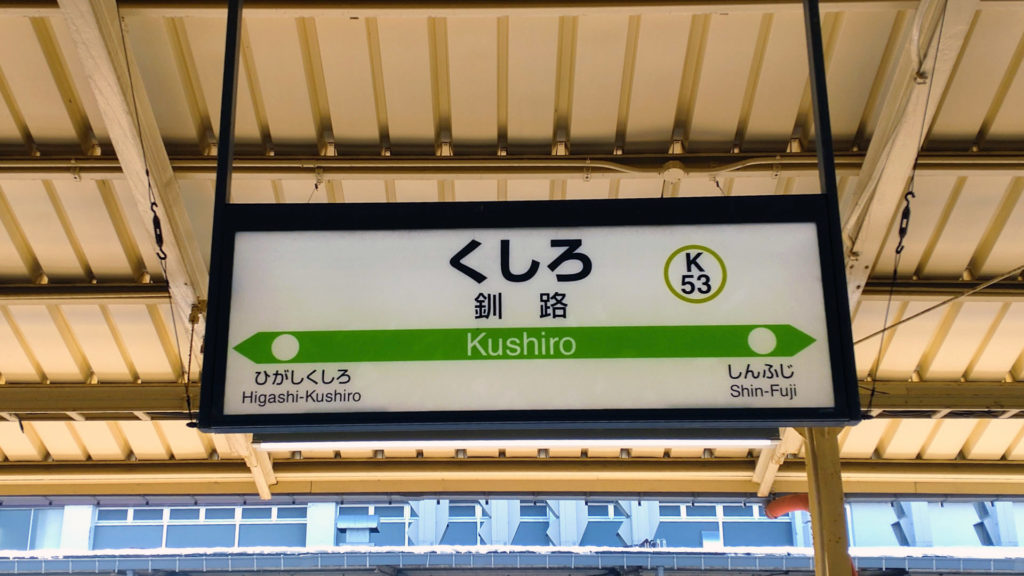 くしろ
K
53
釧 路
Kushiro
ひがしくしろ
Higashi-Kushiro
しんふじ
Shin-Fuji